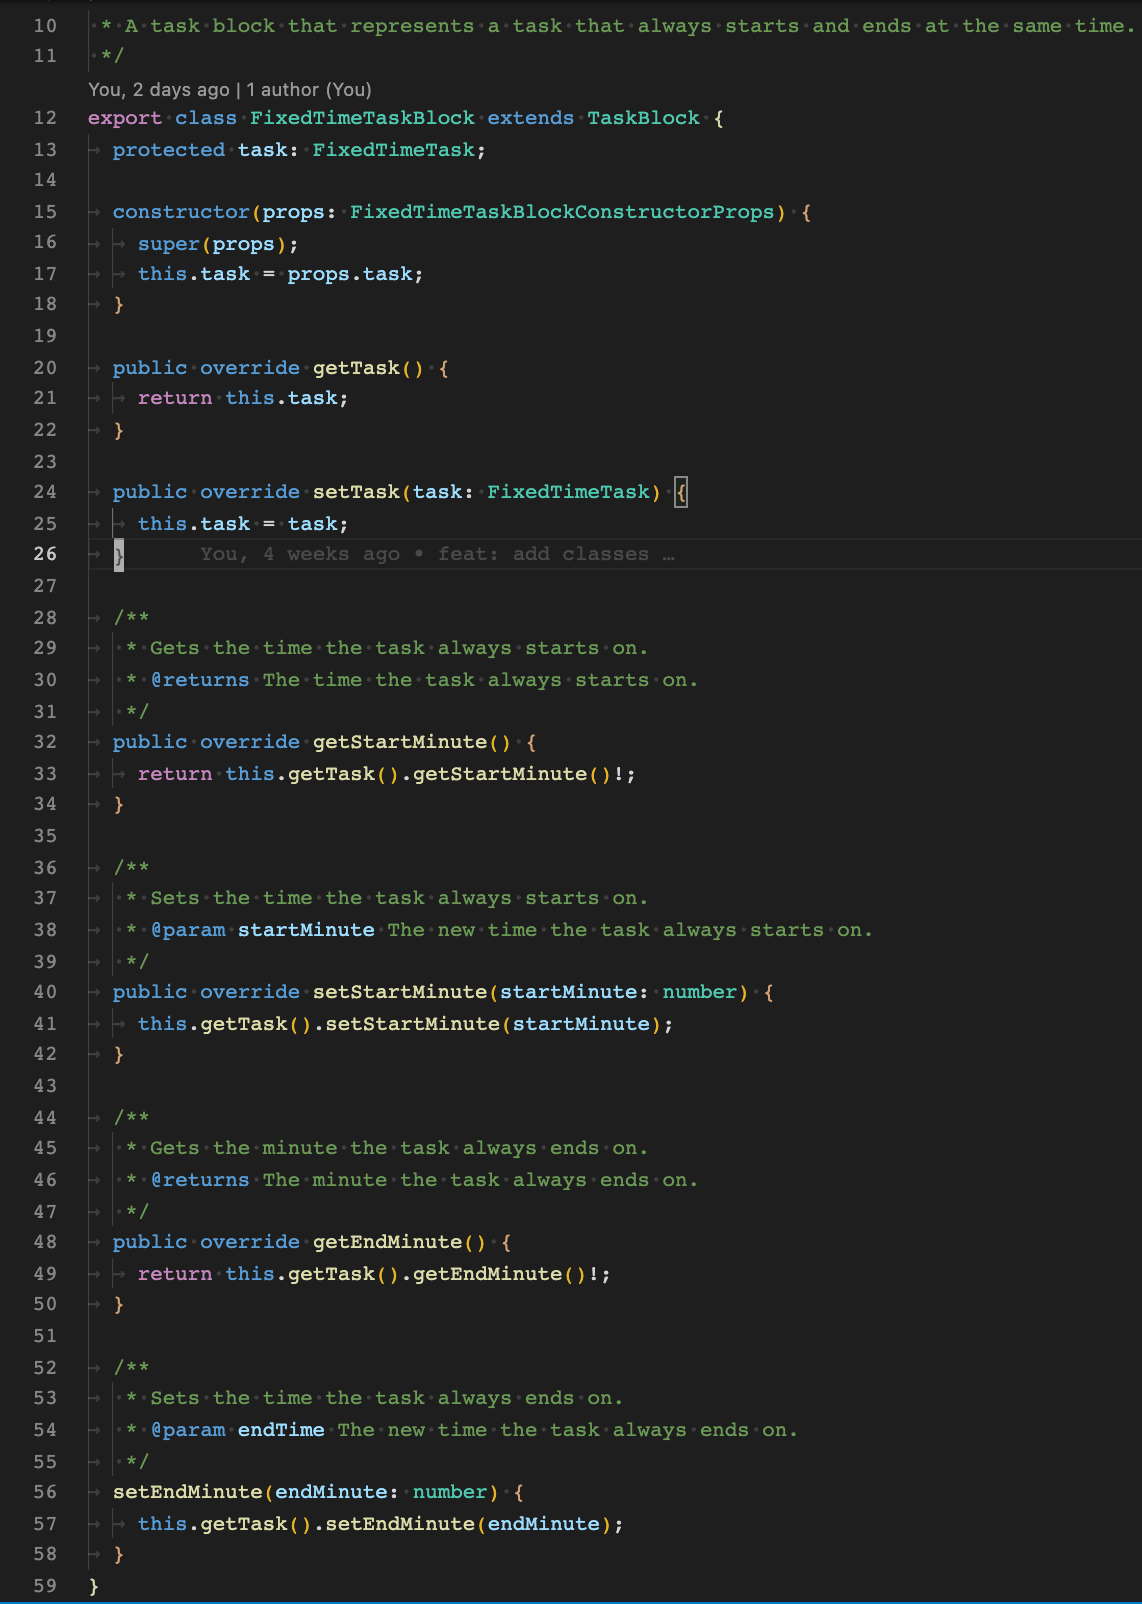 10 * A task block that represents a task that always starts and ends at the same time.
11 */
You, 2 days ago | 1 author (You)
12 export class FixedTimeTaskBlock extends TaskBlock {
13 protected task: FixedTimeTask;
14
15 constructor(props: FixedTimeTaskBlockConstructorProps) {
16 super(props);
17 this.task = props.task;
18 }
19
20 public override getTask() {
21 return this.task;
22 }
23
24 public override setTask(task: FixedTimeTask) {
25 this.task = task;
26 } You, 4 weeks ago • feat: add classes …
27
28 /**
29 * Gets the time the task always starts on.
30 * @returns The time the task always starts on.
31 */
32 public override getStartMinute() {
33 return this.getTask().getStartMinute()!;
34 }
35
36 /**
37 * Sets the time the task always starts on.
38 * @param startMinute The new time the task always starts on.
39 */
40 public override setStartMinute(startMinute: number) {
41 this.getTask().setStartMinute(startMinute);
42 }
43
44 /**
45 * Gets the minute the task always ends on.
46 * @returns The minute the task always ends on.
47 */
48 public override getEndMinute() {
49 return this.getTask().getEndMinute()!;
50 }
51
52 /**
53 * Sets the time the task always ends on.
54 * @param endTime The new time the task always ends on.
55 */
56 setEndMinute(endMinute: number) {
57 this.getTask().setEndMinute(endMinute);
58 }
59 }